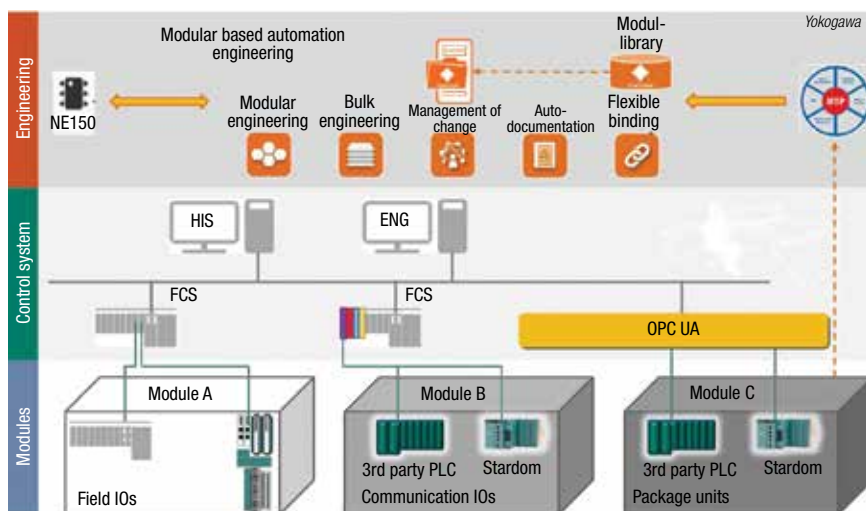 Yokogawa
Engineering
Modular based automation
engineering
Modul-
library
NE150
MTP
Modular
engineering
Bulk
engineering
Management of
change
Auto-
documentation
Flexible
binding
Control system
HIS
ENG
FCS
FCS
OPC UA
Modules
Module A
Module B
Module C
Field IOs
3rd party PLC
Stardom
Communication IOs
3rd party PLC
Stardom
Package units